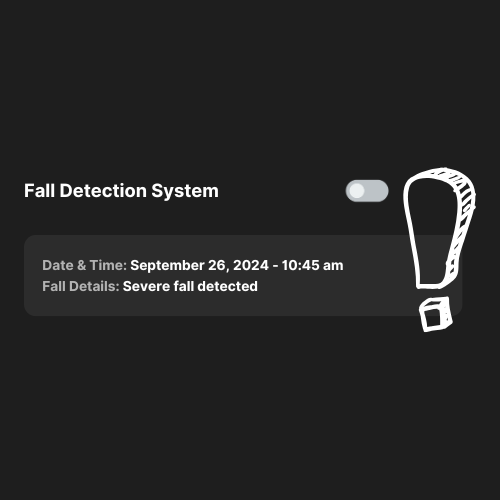 Fall Detection System
Date & Time: September 26, 2024 - 10:45 am
Fall Details: Severe fall detected
!